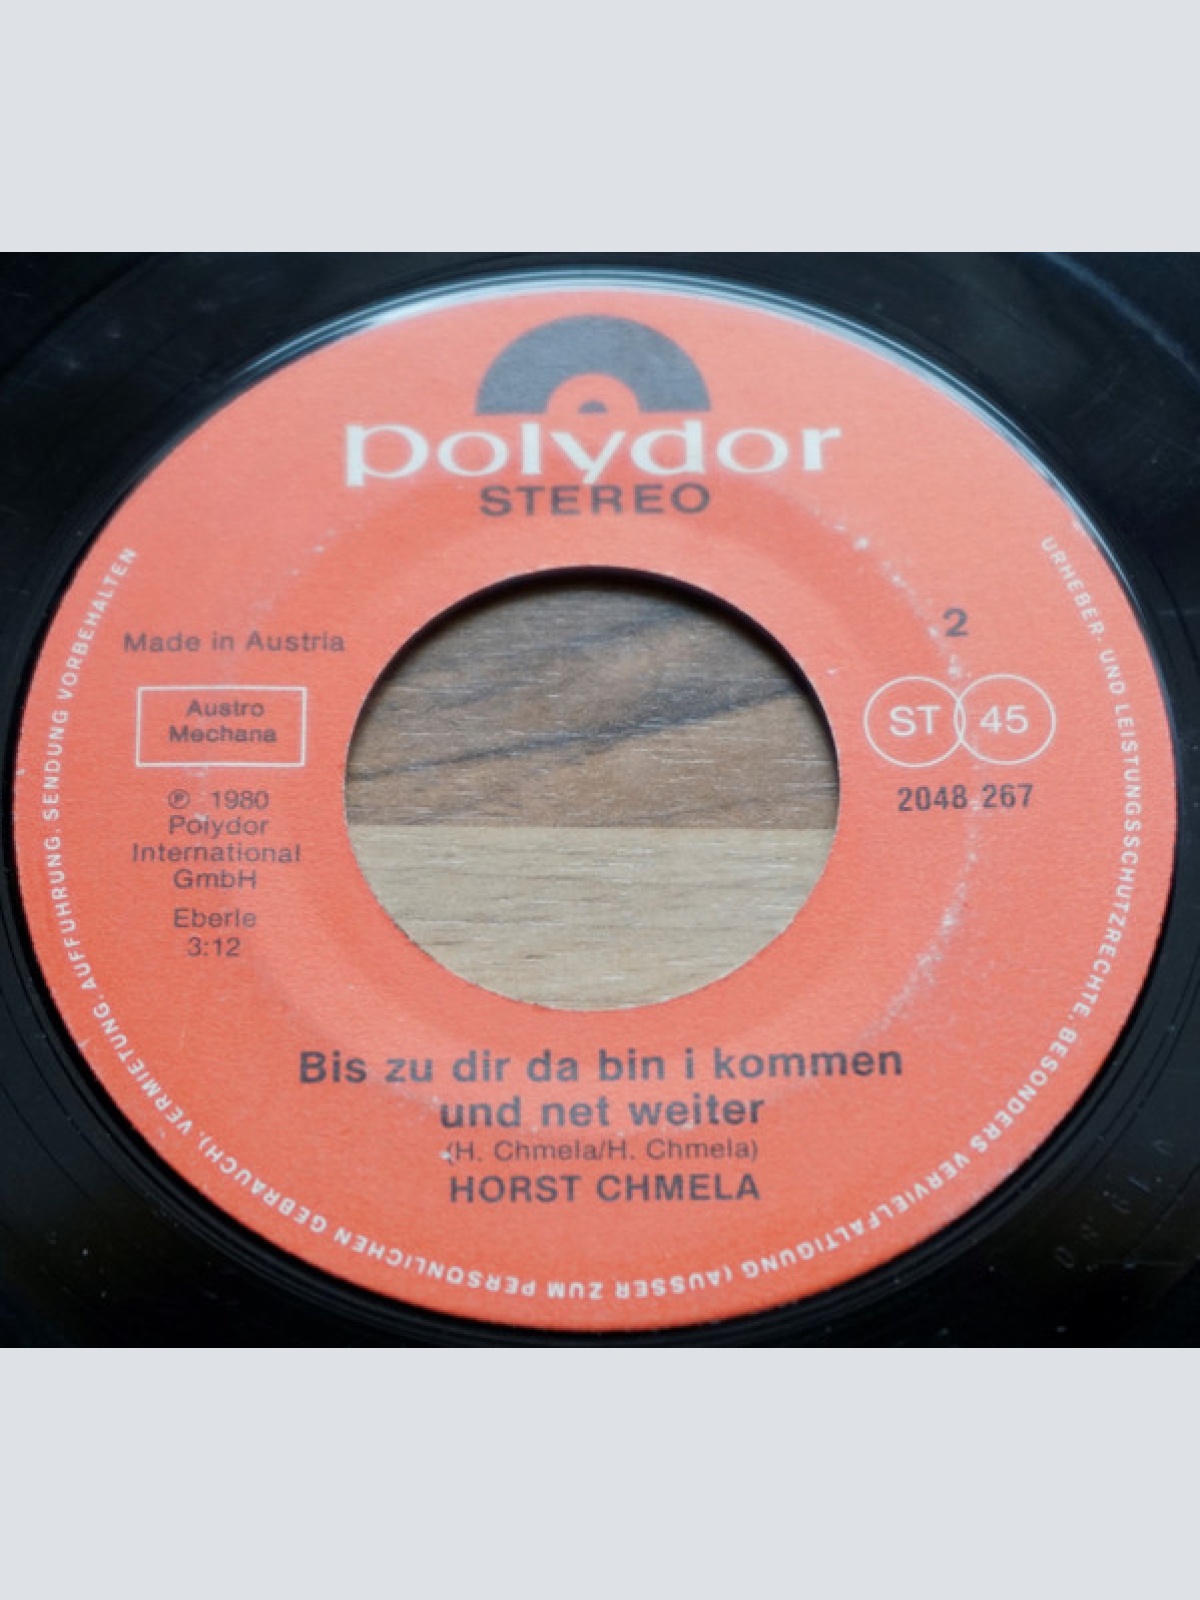 polydor
STEREO
2
Made in Austria
Austro
Mechana
ST 45
2048 267
℗ 1980
Polydor
International
GmbH
Eberle
3:12
Bis zu dir da bin i kommen
und net weiter
(H. Chmela/H. Chmela)
HORST CHMELA
URHEBER- UND LEISTUNGSSCHUTZRECHTE, BESONDERS VERVIELFÄLTIGUNG (AUSSER ZUM PERSÖNLICHEN GEBRAUCH), VERMIETUNG, AUFFÜHRUNG, SENDUNG VORBEHALTEN